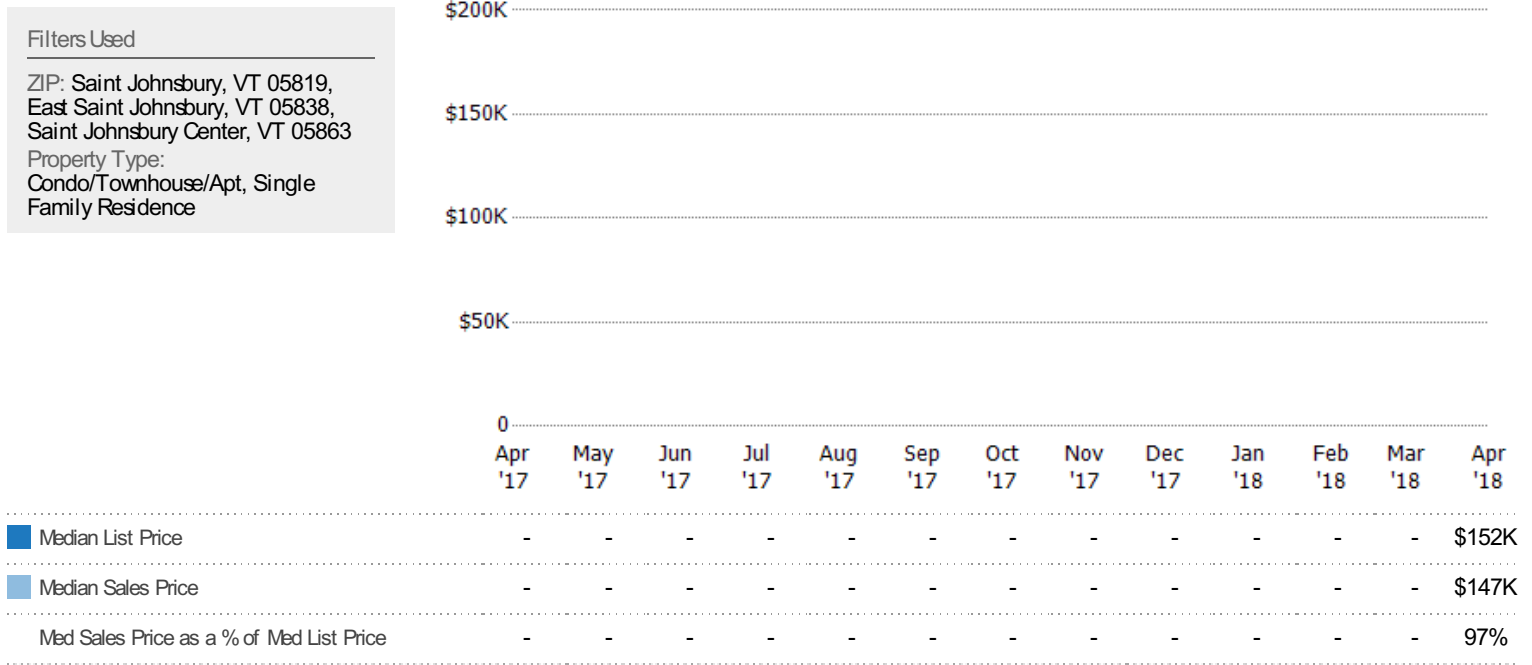 Filters Used
ZIP: Saint Johnsbury, VT 05819,
East Saint Johnsbury, VT 05838,
Saint Johnsbury Center, VT 05863
Property Type:
Condo/Townhouse/Apt, Single
Family Residence
$200K
$150K
$100K
$50K
0
Apr May Jun Jul Aug Sep Oct Nov Dec Jan Feb Mar Apr
'17 '17 '17 '17 '17 '17 '17 '17 '17 '18 '18 '18 '18
Median List Price - - - - - - - - - - - - $152K
Median Sales Price - - - - - - - - - - - - $147K
Med Sales Price as a % of Med List Price - - - - - - - - - - - - 97%